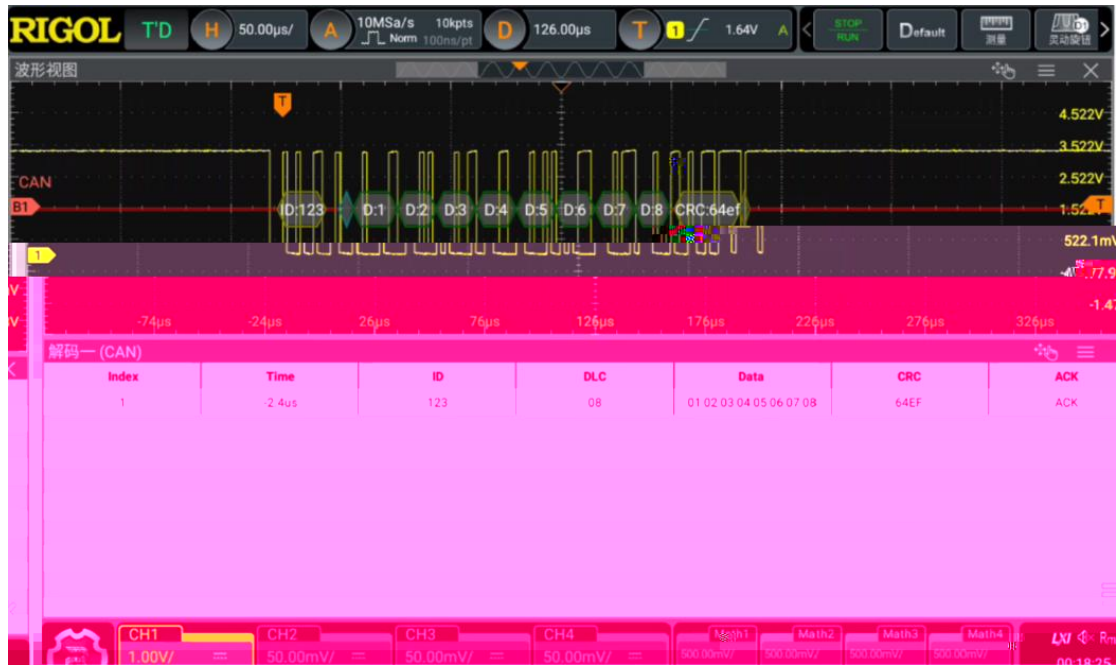 RIGOL T'D H 50.00µs/ A 10MSa/s 10kpts Norm 100ns/pt D 126.00µs T 1 1.64V A STOP RUN Default 测量 灵动旋钮
波形视图
T
4.522V
3.522V
CAN
2.522V
B1 ID:123 D:1 D:2 D:3 D:4 D:5 D:6 D:7 D:8 CRC:64ef T
1 522.1m
-74µs -24µs 26µs 76µs 126µs 176µs 226µs 276µs 326µs
解码一 (CAN)
Index Time ID DLC Data CRC ACK
1 -2.4us 123 08 01 02 03 04 05 06 07 08 64EF ACK
CH1 CH2 CH3 CH4 Math1 Math2 Math3 Math4 LXI
1.00V/ 50.00mV/ 50.00mV/ 50.00mV/ 500.00mV/ 500.00mV/ 500.00mV/ 500.00mV/ 00:18:25